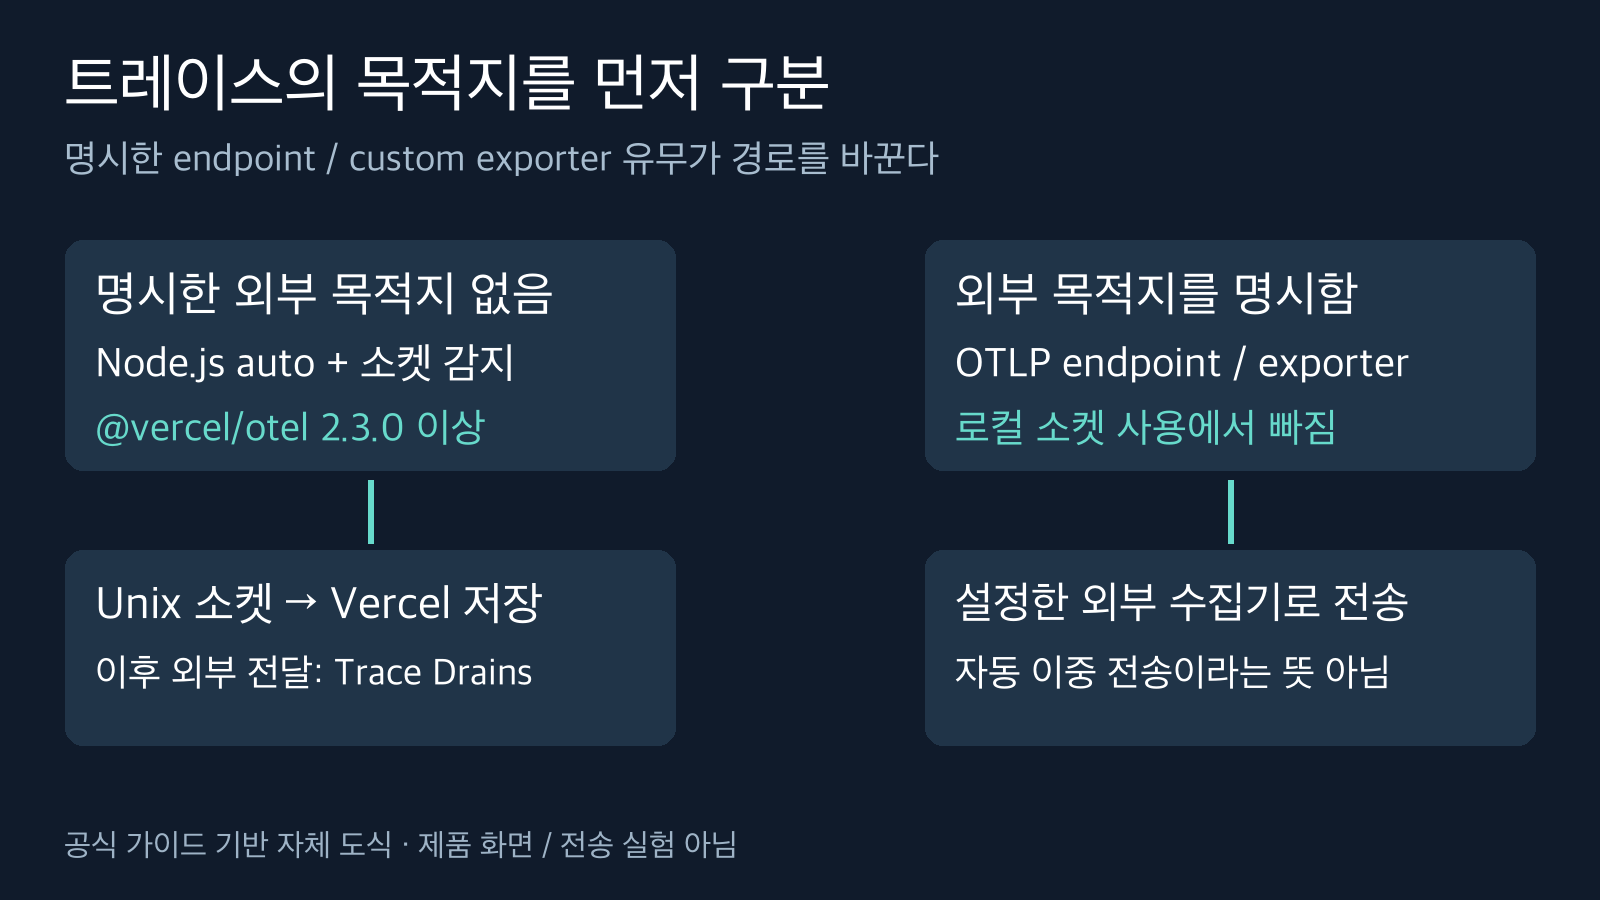 트레이스의 목적지를 먼저 구분
명시한 endpoint / custom exporter 유무가 경로를 바꾼다
명시한 외부 목적지 없음
Node.js auto + 소켓 감지
@vercel/otel 2.3.0 이상
Unix 소켓 → Vercel 저장
이후 외부 전달: Trace Drains
외부 목적지를 명시함
OTLP endpoint / exporter
로컬 소켓 사용에서 빠짐
설정한 외부 수집기로 전송
자동 이중 전송이라는 뜻 아님
공식 가이드 기반 자체 도식 · 제품 화면 / 전송 실험 아님